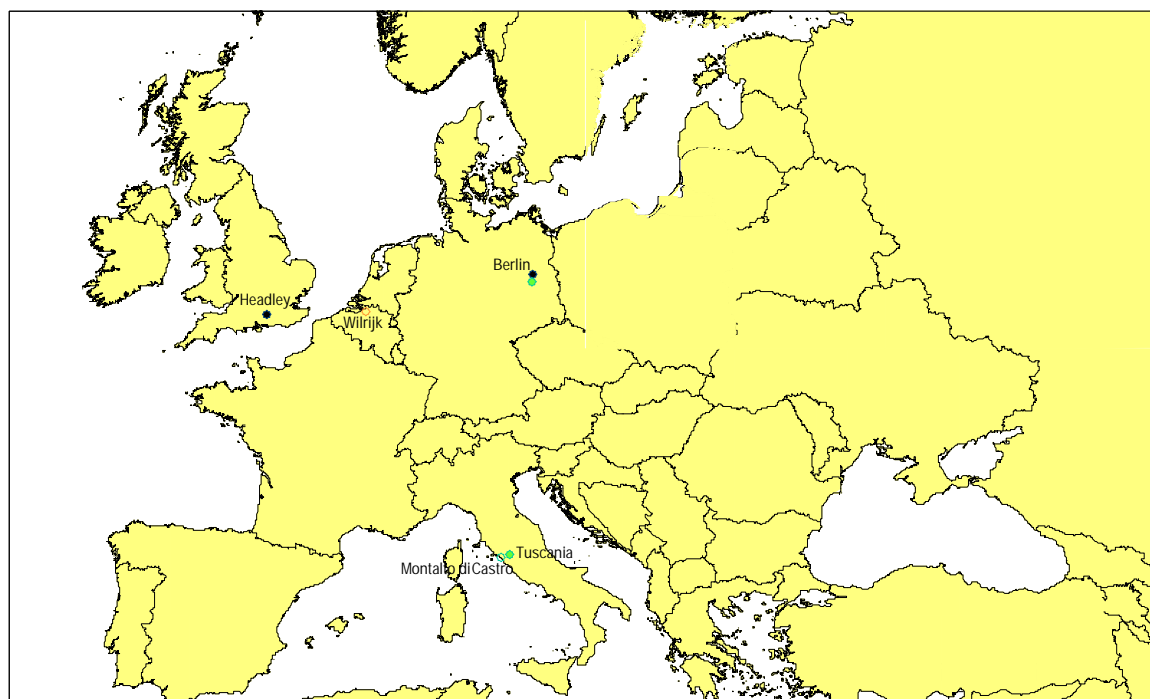 Berlin
Headley
Wilrijk
Tuscania
Montalto di Castro